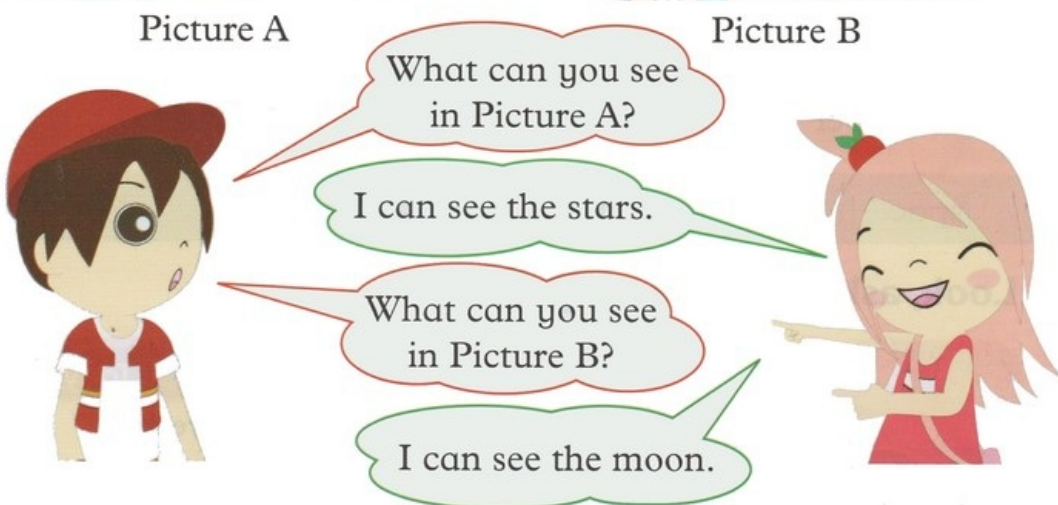 Picture A
Picture B
What can you see
in Picture A?
I can see the stars.
What can you see
in Picture B?
I can see the moon.